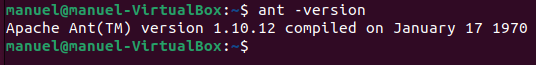 manuel@manuel-VirtualBox:~$ ant -version
Apache Ant(TM) version 1.10.12 compiled on January 17 1970
manuel@manuel-VirtualBox:~$